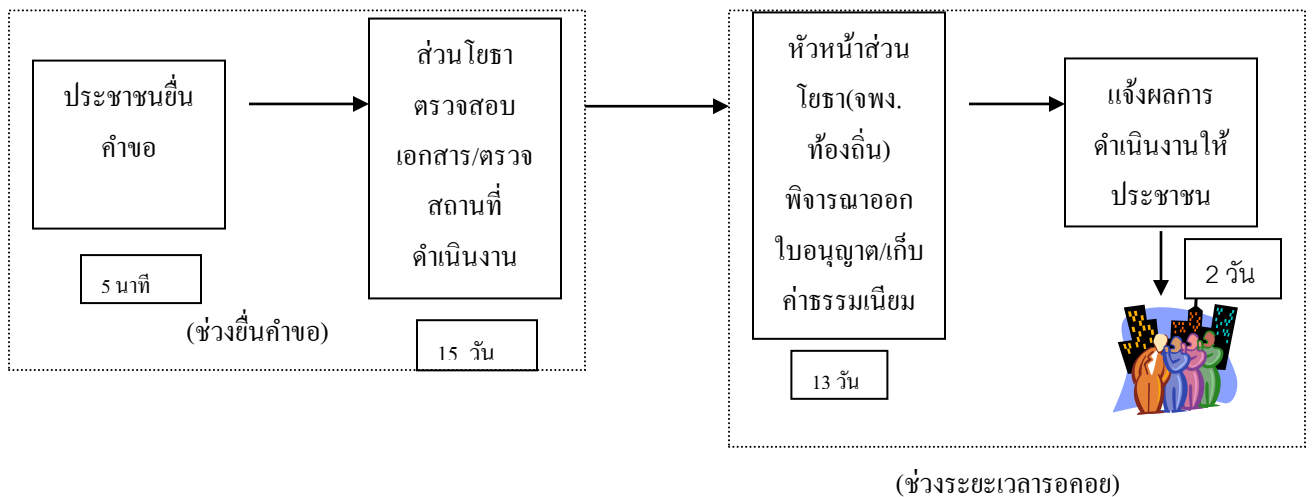 ประชาชนยื่น
คำขอ
5 นาที
(ช่วงยื่นคำขอ)
ส่วนโยธา
ตรวจสอบ
เอกสาร/ตรวจ
สถานที่
ดำเนินงาน
15 วัน
หัวหน้าส่วน
โยธา(จพง.
ท้องถิ่น)
พิจารณาออก
ใบอนุญาต/เก็บ
ค่าธรรมเนียม
13 วัน
แจ้งผลการ
ดำเนินงานให้
ประชาชน
2 วัน
(ช่วงระยะเวลารอคอย)